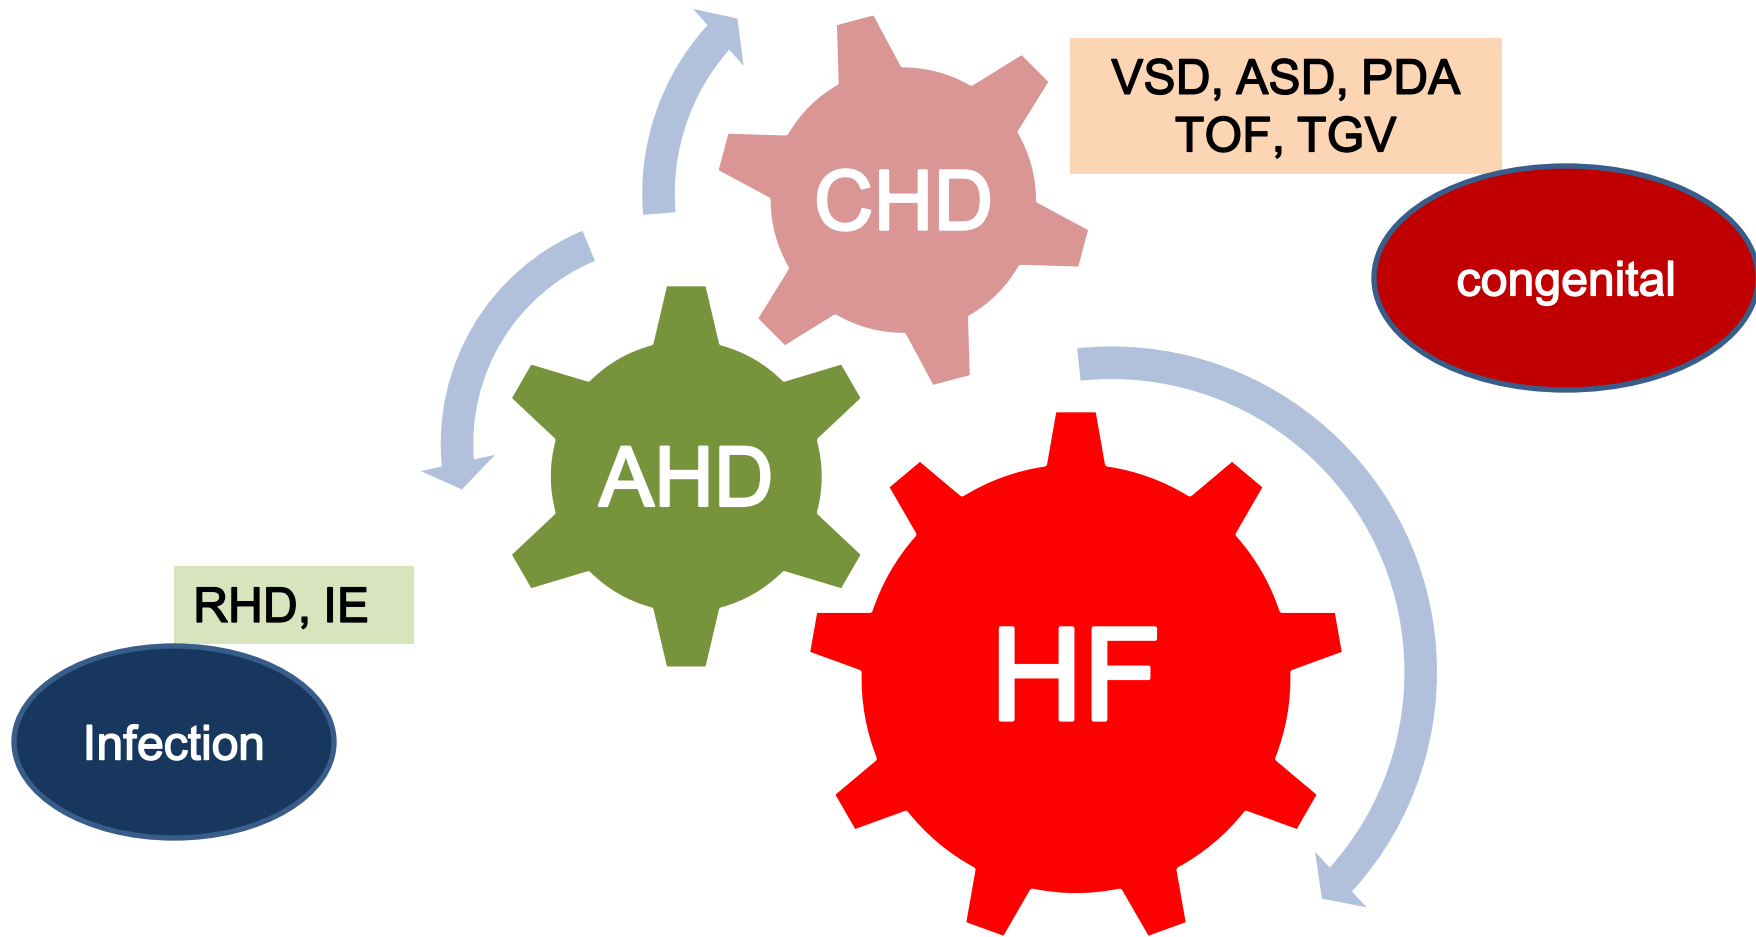 VSD, ASD, PDA
TOF, TGV
CHD
congenital
AHD
RHD, IE
HF
Infection